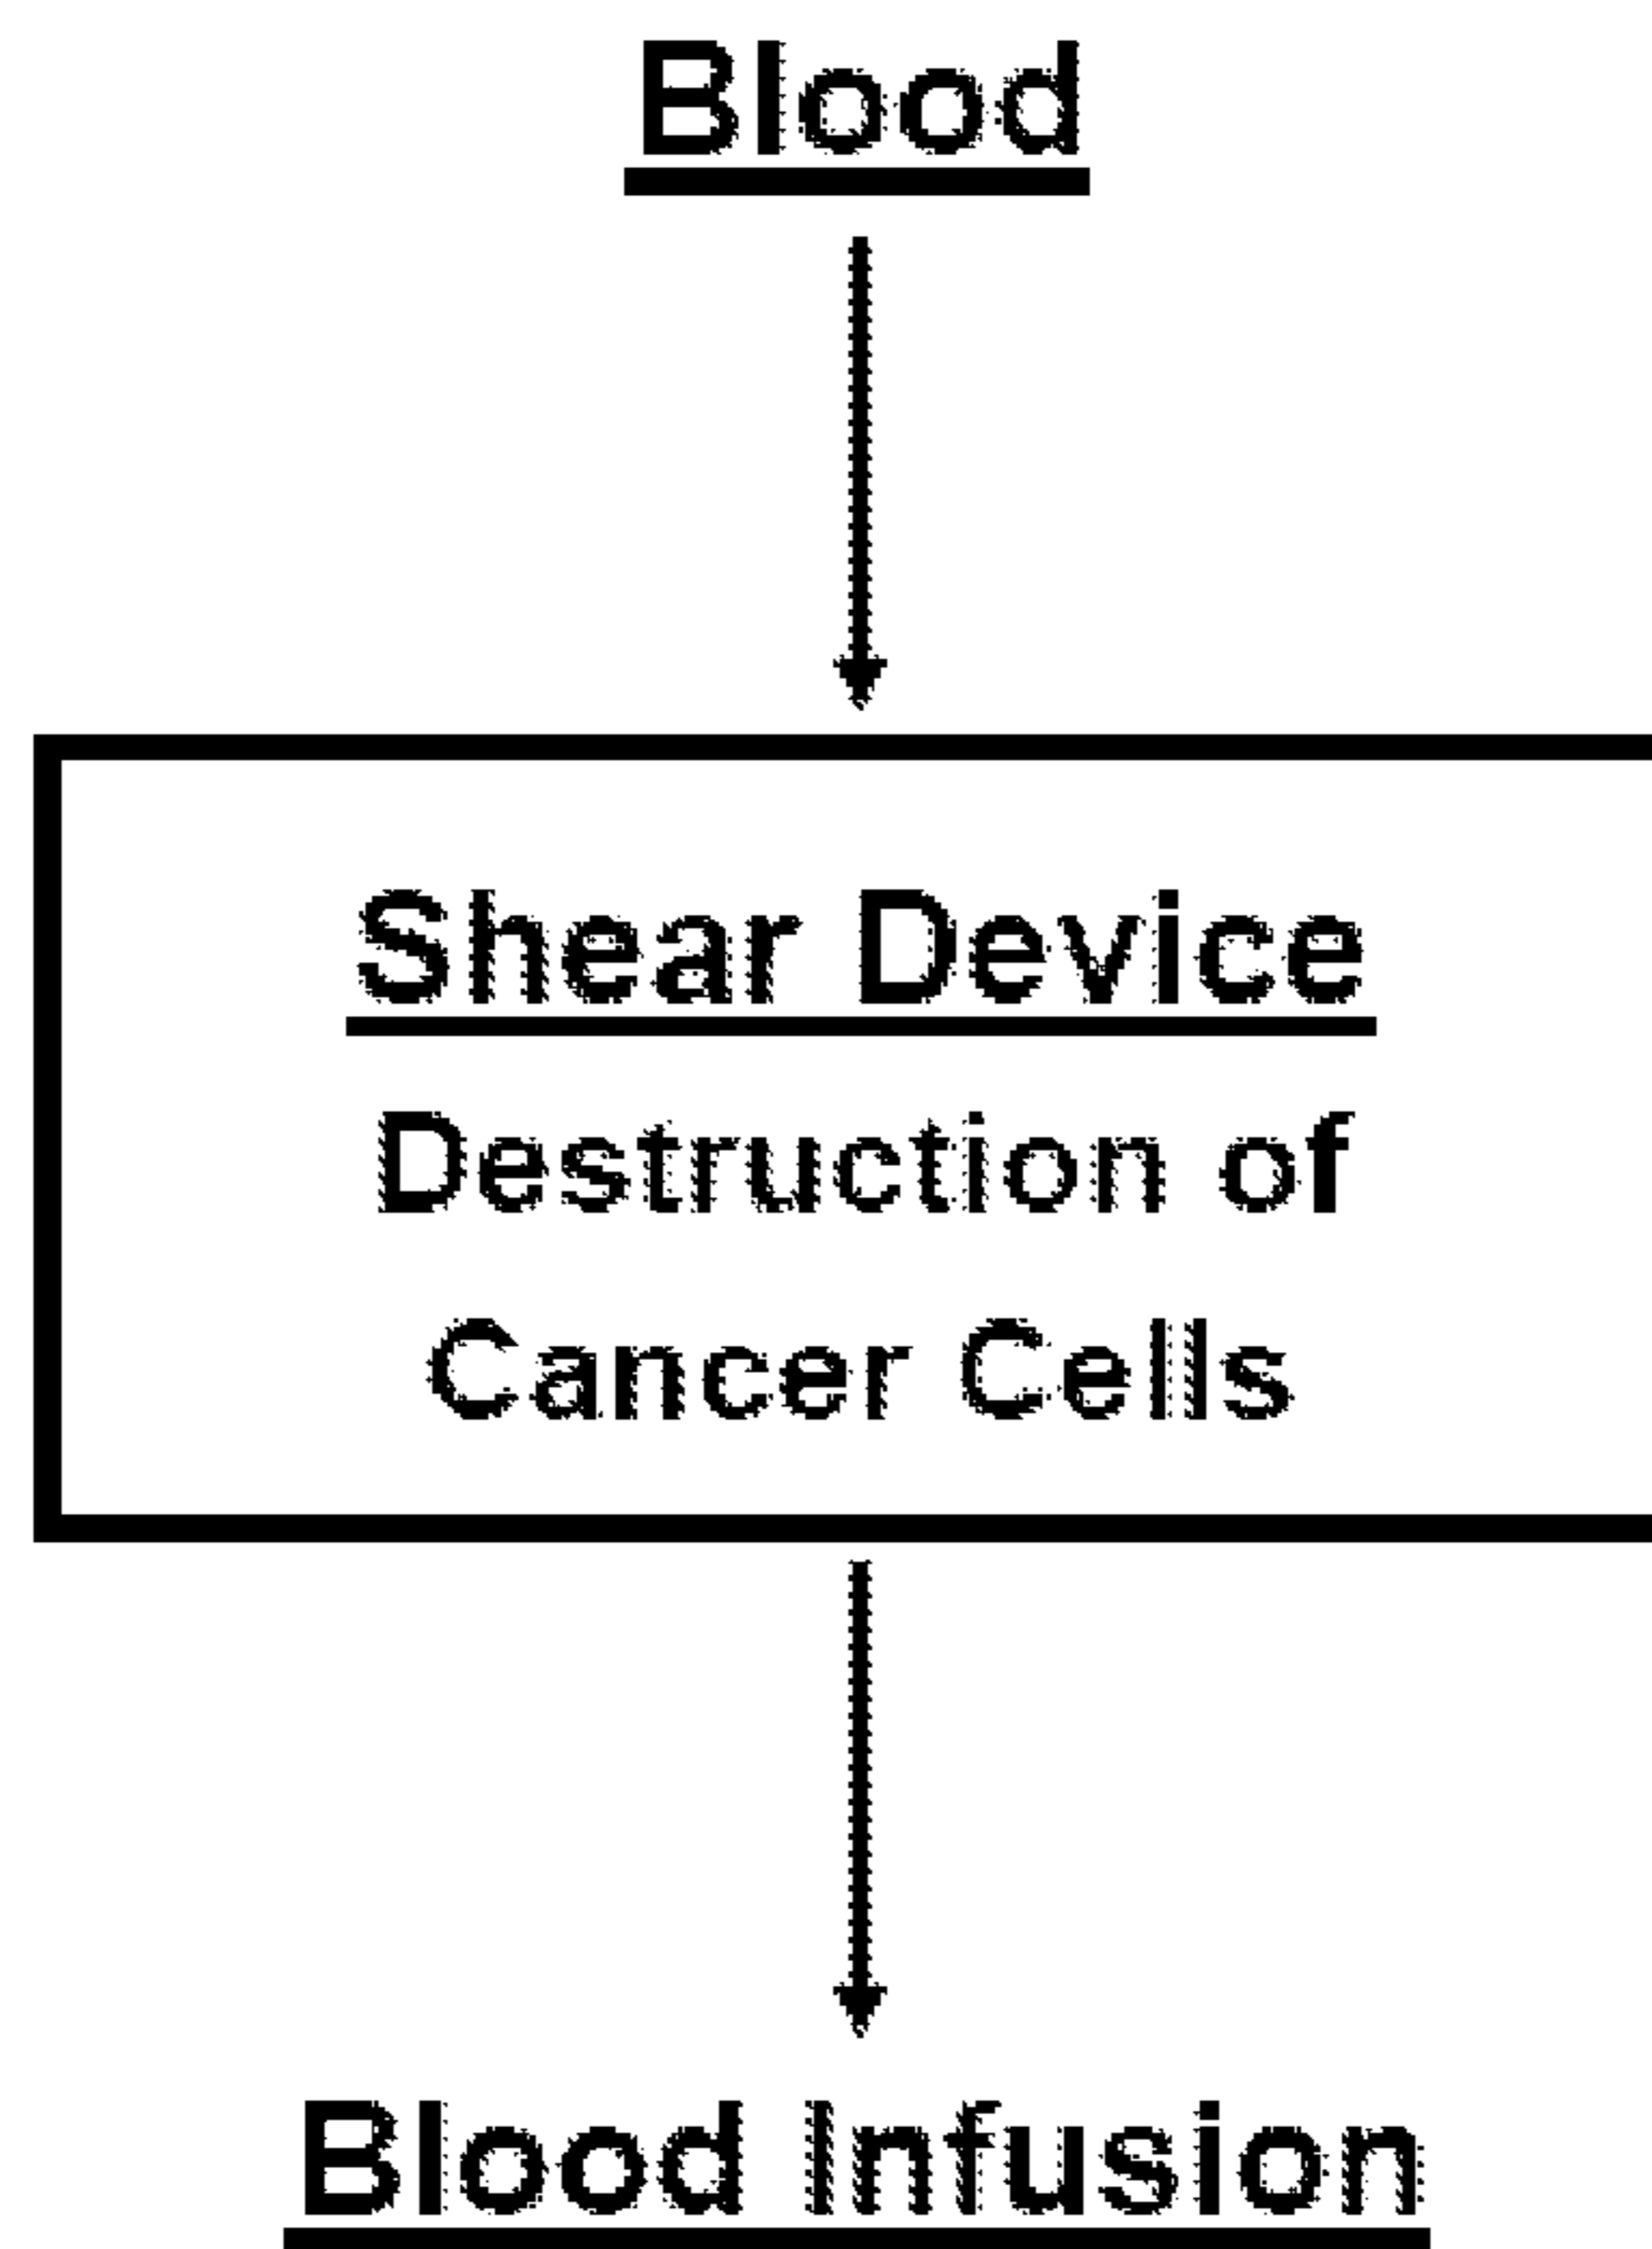 Blood
Shear Device
Destruction of
Cancer Cells
Blood Infusion